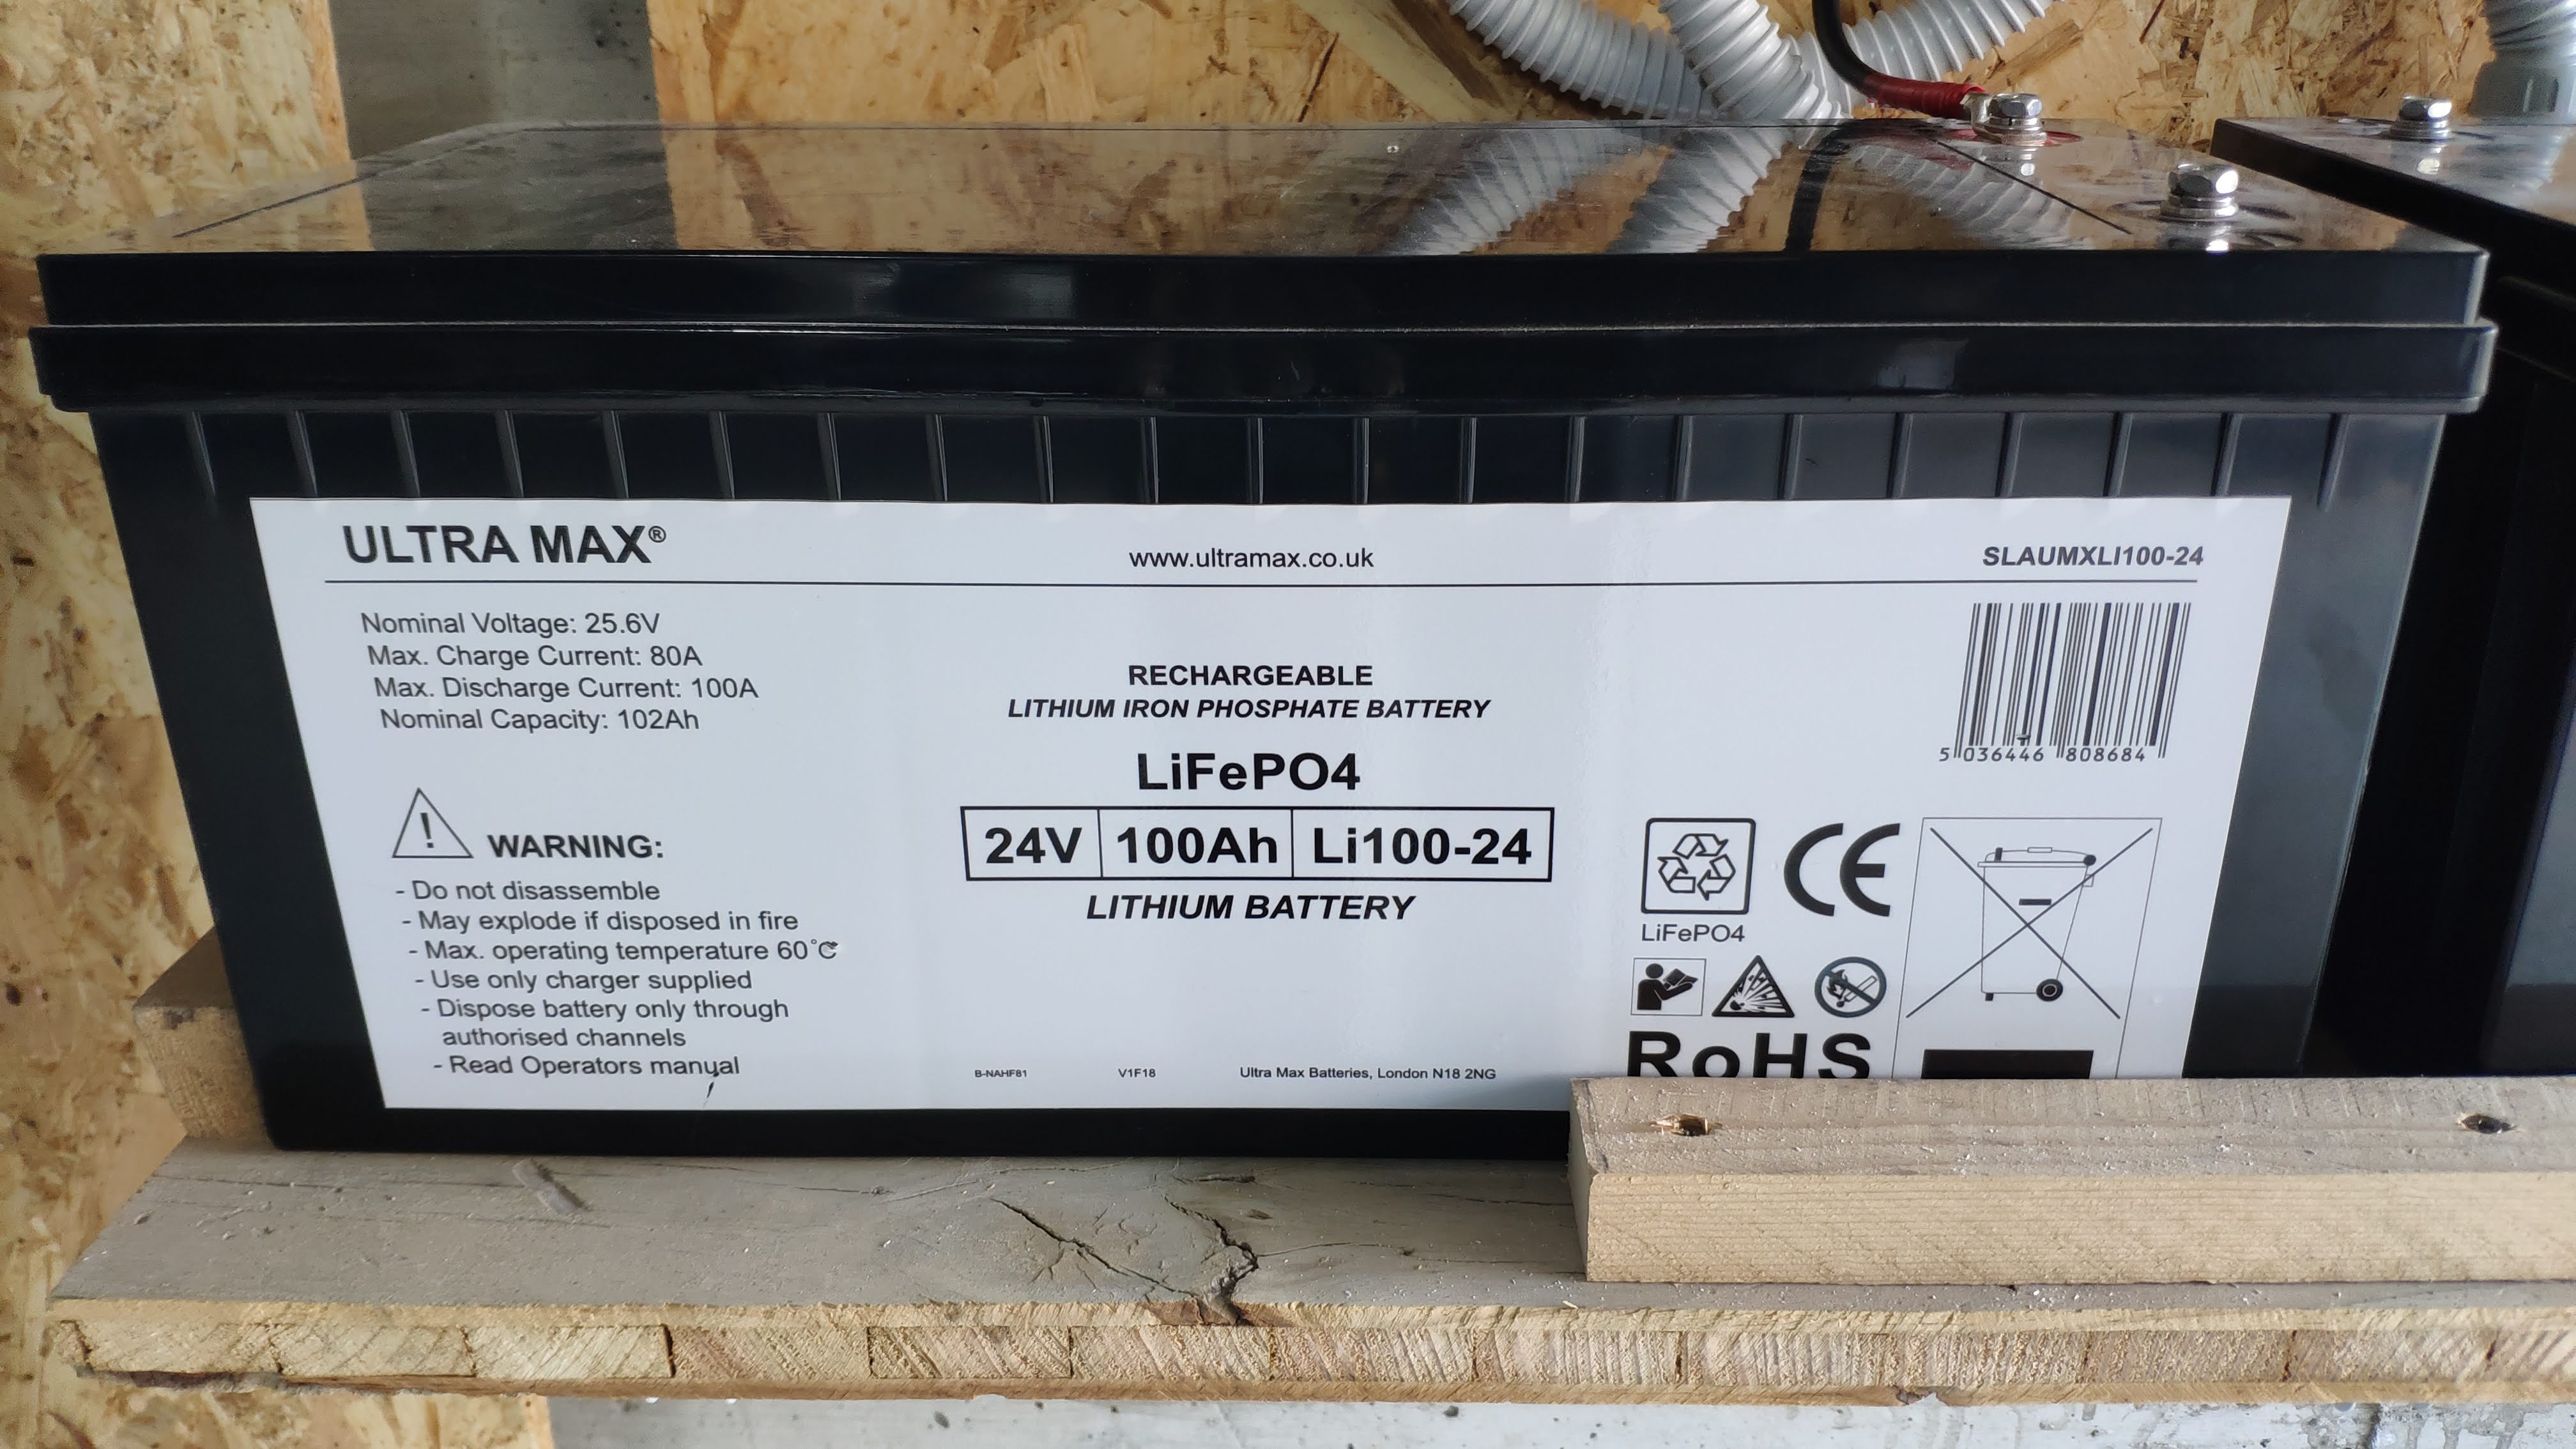 ULTRA MAX®
www.ultramax.co.uk
SLAUMXLI100-24
Nominal Voltage: 25.6V
Max. Charge Current: 80A
Max. Discharge Current: 100A
Nominal Capacity: 102Ah
WARNING:
- Do not disassemble
- May explode if disposed in fire
- Max. operating temperature 60°C
- Use only charger supplied
- Dispose battery only through
authorised channels
- Read Operators manual
RECHARGEABLE
LITHIUM IRON PHOSPHATE BATTERY
LiFePO4
24V 100Ah Li100-24
LITHIUM BATTERY
B-NAHF81 V1F18 Ultra Max Batteries, London N18 2NG
5 036446 808684
CE
LiFePO4
RoHS